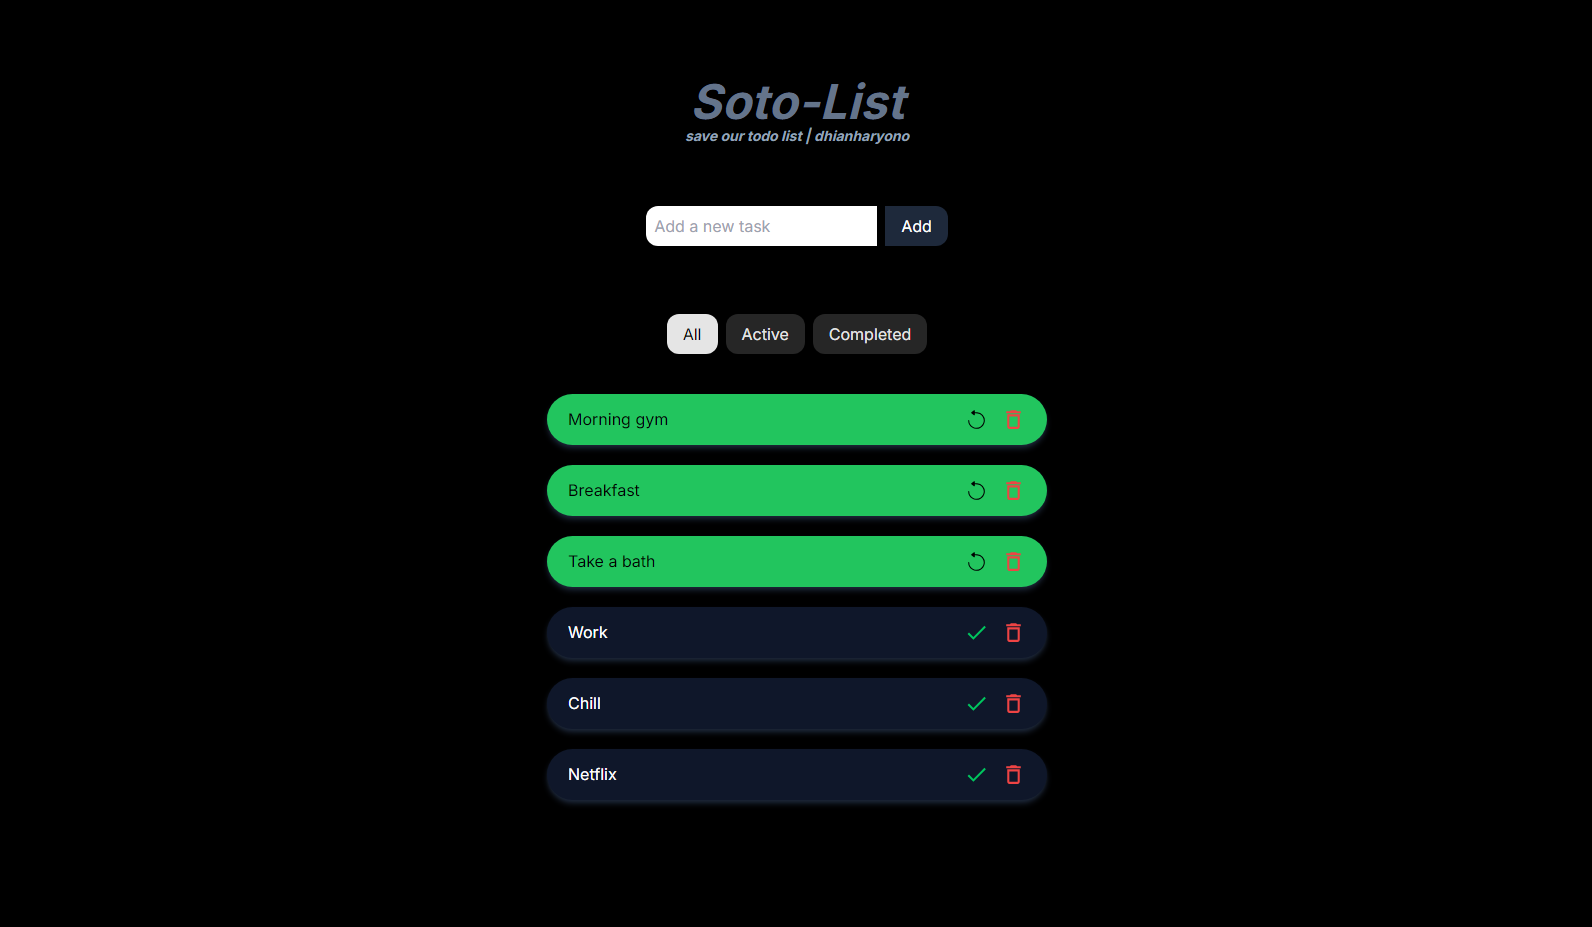 Soto-List
save our todo list | dhianharyono
Add a new task Add
All Active Completed
Morning gym
Breakfast
Take a bath
Work
Chill
Netflix